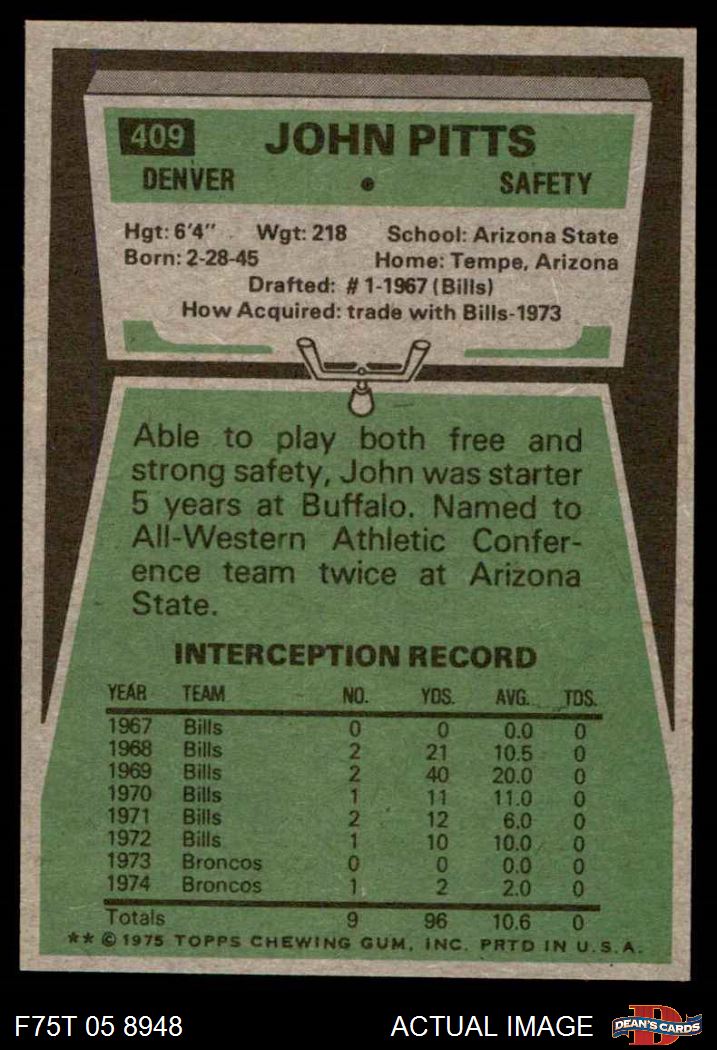 409 JOHN PITTS
DENVER • SAFETY
Hgt: 6'4" Wgt: 218 School: Arizona State
Born: 2-28-45 Home: Tempe, Arizona
Drafted: #1-1967 (Bills)
How Acquired: trade with Bills-1973
Able to play both free and
strong safety, John was starter
5 years at Buffalo. Named to
All-Western Athletic Confer-
ence team twice at Arizona
State.
INTERCEPTION RECORD
YEAR TEAM NO. YDS. AVG. TDS.
1967 Bills 0 0 0.0 0
1968 Bills 2 21 10.5 0
1969 Bills 2 40 20.0 0
1970 Bills 1 11 11.0 0
1971 Bills 2 12 6.0 0
1972 Bills 1 10 10.0 0
1973 Broncos 0 0 0.0 0
1974 Broncos 1 2 2.0 0
Totals 9 96 10.6 0
** © 1975 TOPPS CHEWING GUM, INC. PRTD IN U.S.A.
F75T 05 8948 ACTUAL IMAGE D DEAN'S CARDS